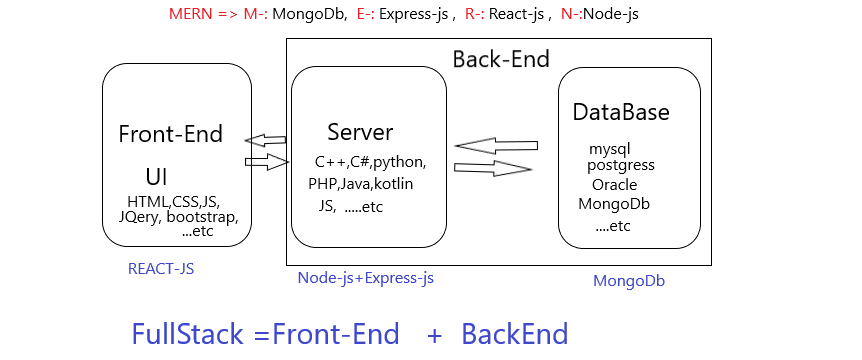 MERN => M-: MongoDb, E-: Express-js , R-: React-js , N-:Node-js
Back-End
Front-End
UI
HTML,CSS,JS,
JQery, bootstrap,
...etc
REACT-JS
Server
C++,C#,python,
PHP,Java,kotlin
JS, .....etc
Node-js+Express-js
DataBase
mysql
postgress
Oracle
MongoDb
....etc
MongoDb
FullStack =Front-End + BackEnd